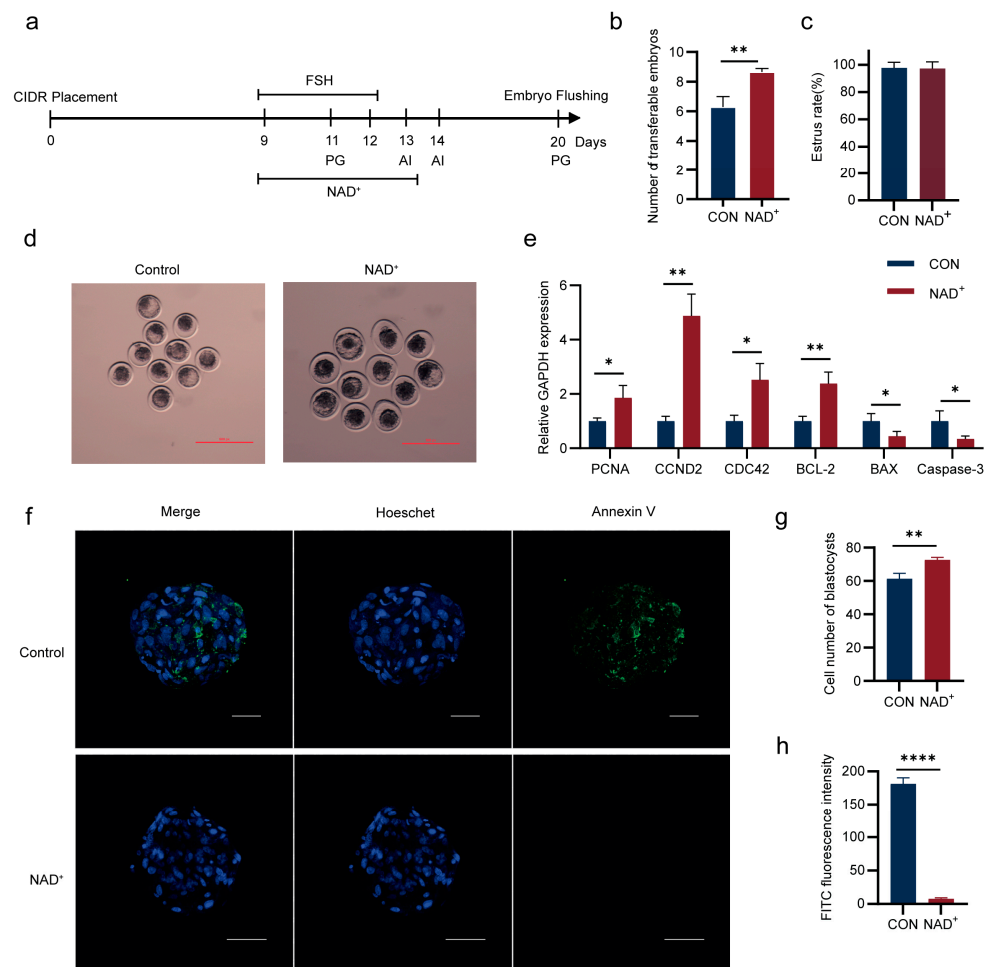 a
FSH
CIDR Placement
Embryo Flushing
0
9
11
12
13
14
20
Days
PG
AI
AI
PG
NAD⁺
b
Number of transferable embryos
10
8
6
4
2
0
**
CON
NAD⁺
c
Estrus rate(%)
100
80
60
40
20
0
CON
NAD⁺
d
Control
NAD⁺
e
CON
NAD⁺
Relative GAPDH expression
6
4
2
0
*
**
*
**
*
*
PCNA
CCND2
CDC42
BCL-2
BAX
Caspase-3
f
Merge
Hoeschet
Annexin V
Control
NAD⁺
g
Cell number of blastocysts
80
60
40
20
0
**
CON
NAD⁺
h
FITC fluorescence intensity
200
150
100
50
0
****
CON
NAD⁺